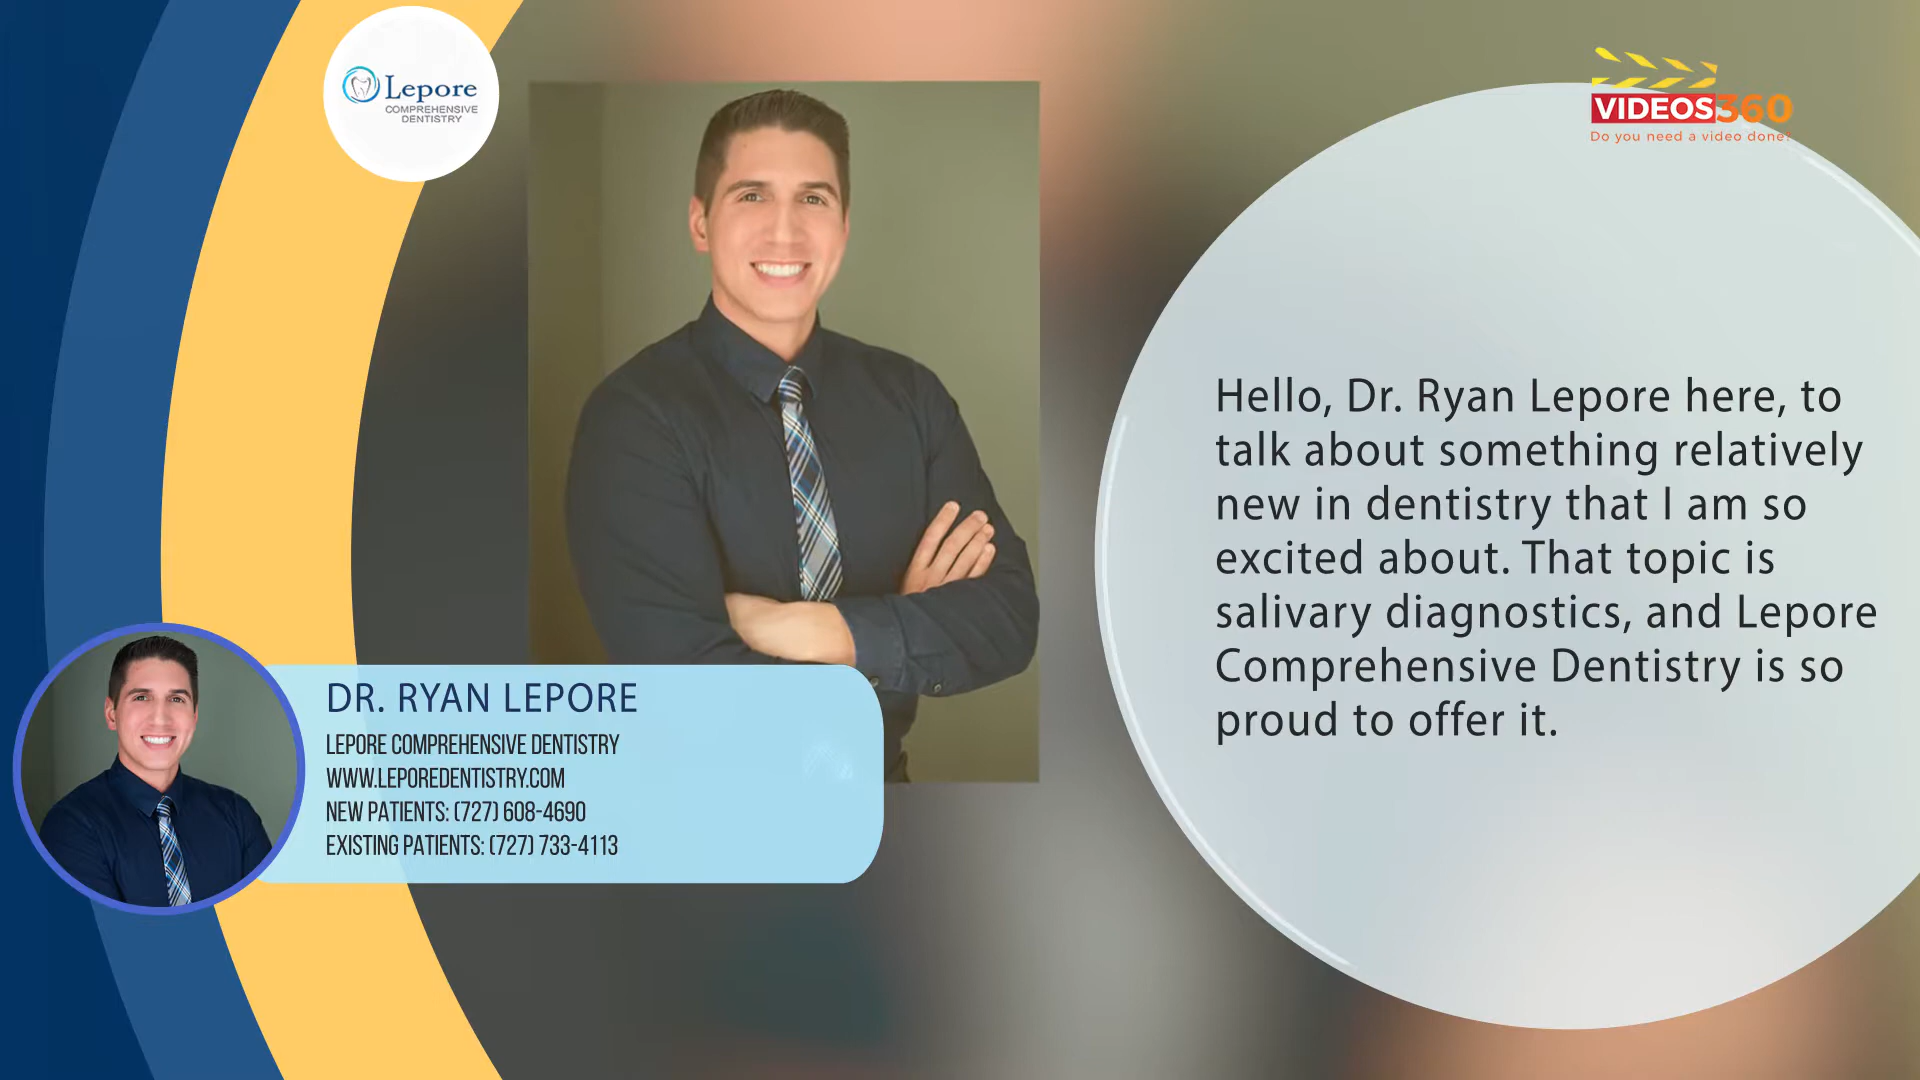 Lepore
COMPREHENSIVE
DENTISTRY
VIDEOS360
Do you need a video done?
Hello, Dr. Ryan Lepore here, to
talk about something relatively
new in dentistry that I am so
excited about. That topic is
salivary diagnostics, and Lepore
Comprehensive Dentistry is so
proud to offer it.
DR. RYAN LEPORE
LEPORE COMPREHENSIVE DENTISTRY
WWW.LEPOREDENTISTRY.COM
NEW PATIENTS: (727) 608-4690
EXISTING PATIENTS: (727) 733-4113